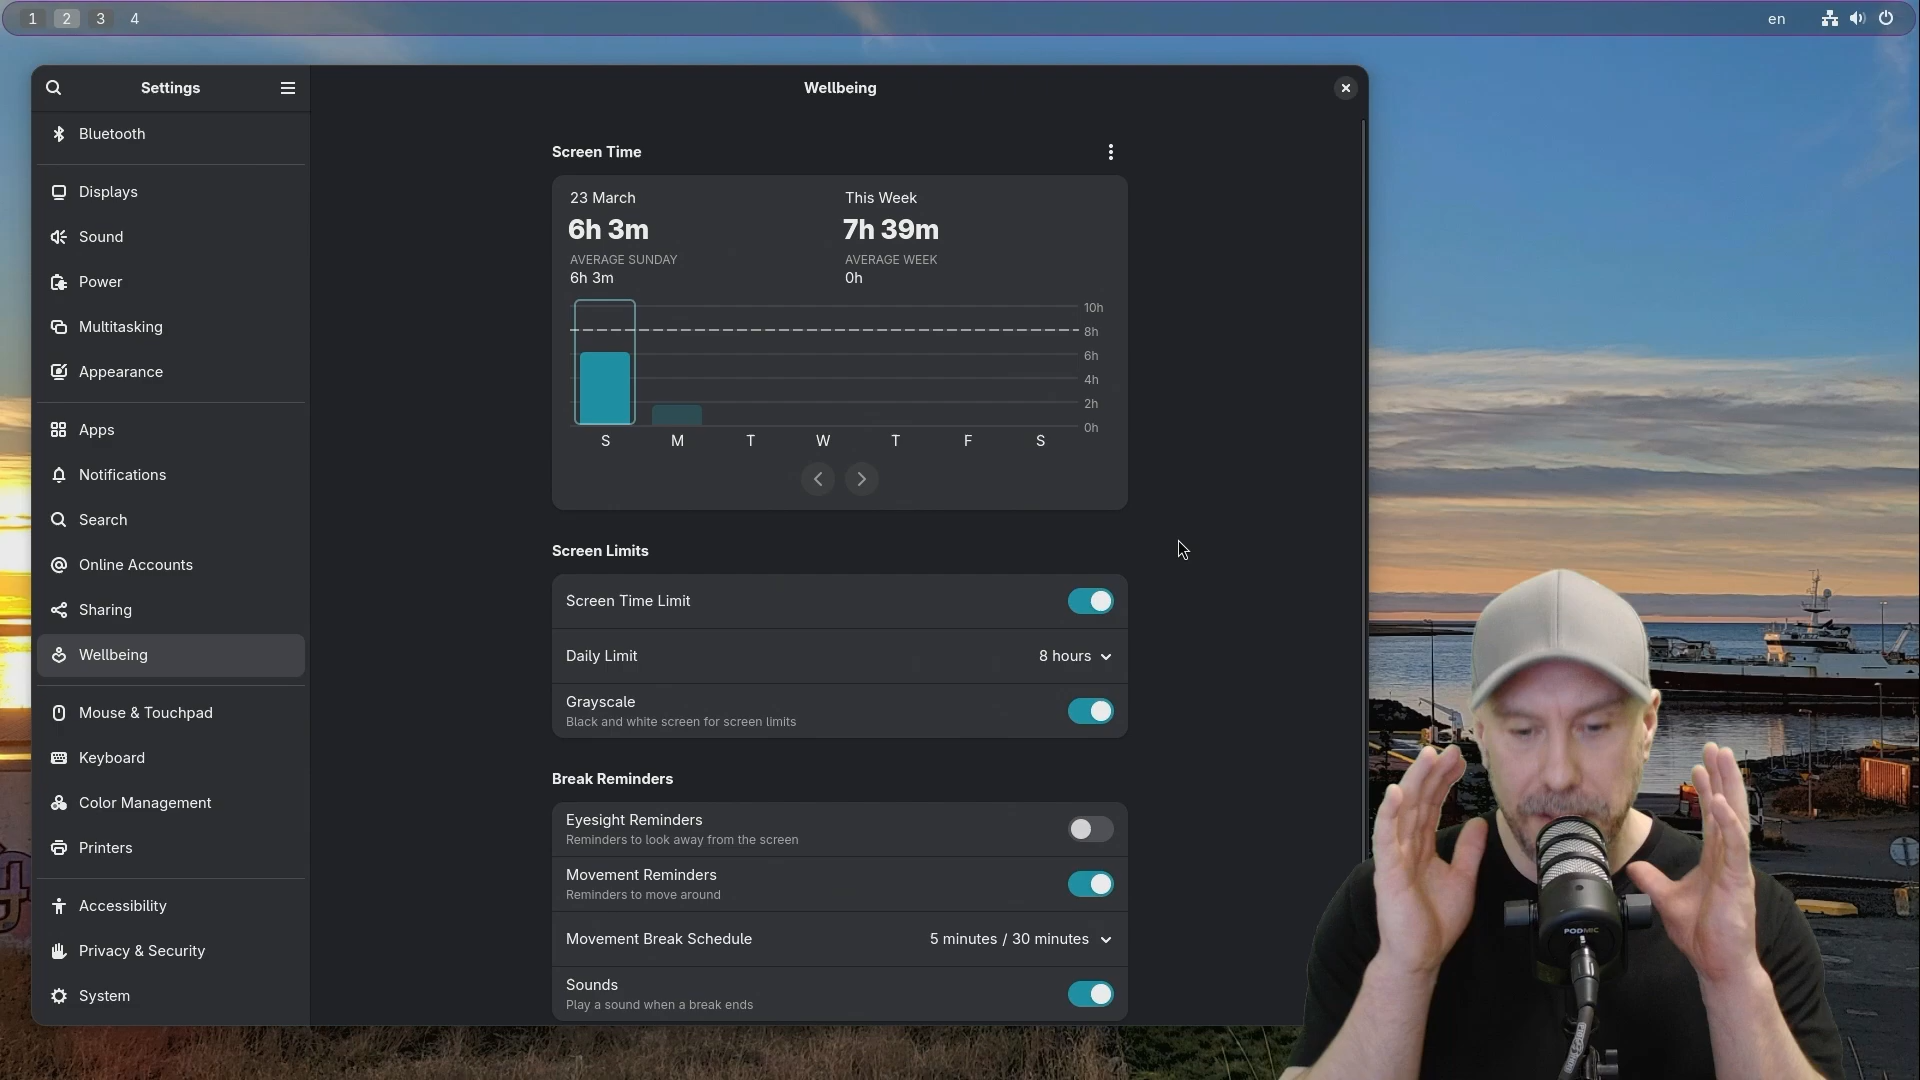 1 2 3 4
en
Settings
Wellbeing
Bluetooth
Displays
Sound
Power
Multitasking
Appearance
Apps
Notifications
Search
Online Accounts
Sharing
Wellbeing
Mouse & Touchpad
Keyboard
Color Management
Printers
Accessibility
Privacy & Security
System
Screen Time
23 March
6h 3m
AVERAGE SUNDAY
6h 3m
This Week
7h 39m
AVERAGE WEEK
0h
10h
8h
6h
4h
2h
0h
S M T W T F S
Screen Limits
Screen Time Limit
Daily Limit
8 hours
Grayscale
Black and white screen for screen limits
Break Reminders
Eyesight Reminders
Reminders to look away from the screen
Movement Reminders
Reminders to move around
Movement Break Schedule
5 minutes / 30 minutes
Sounds
Play a sound when a break ends
PODMIC